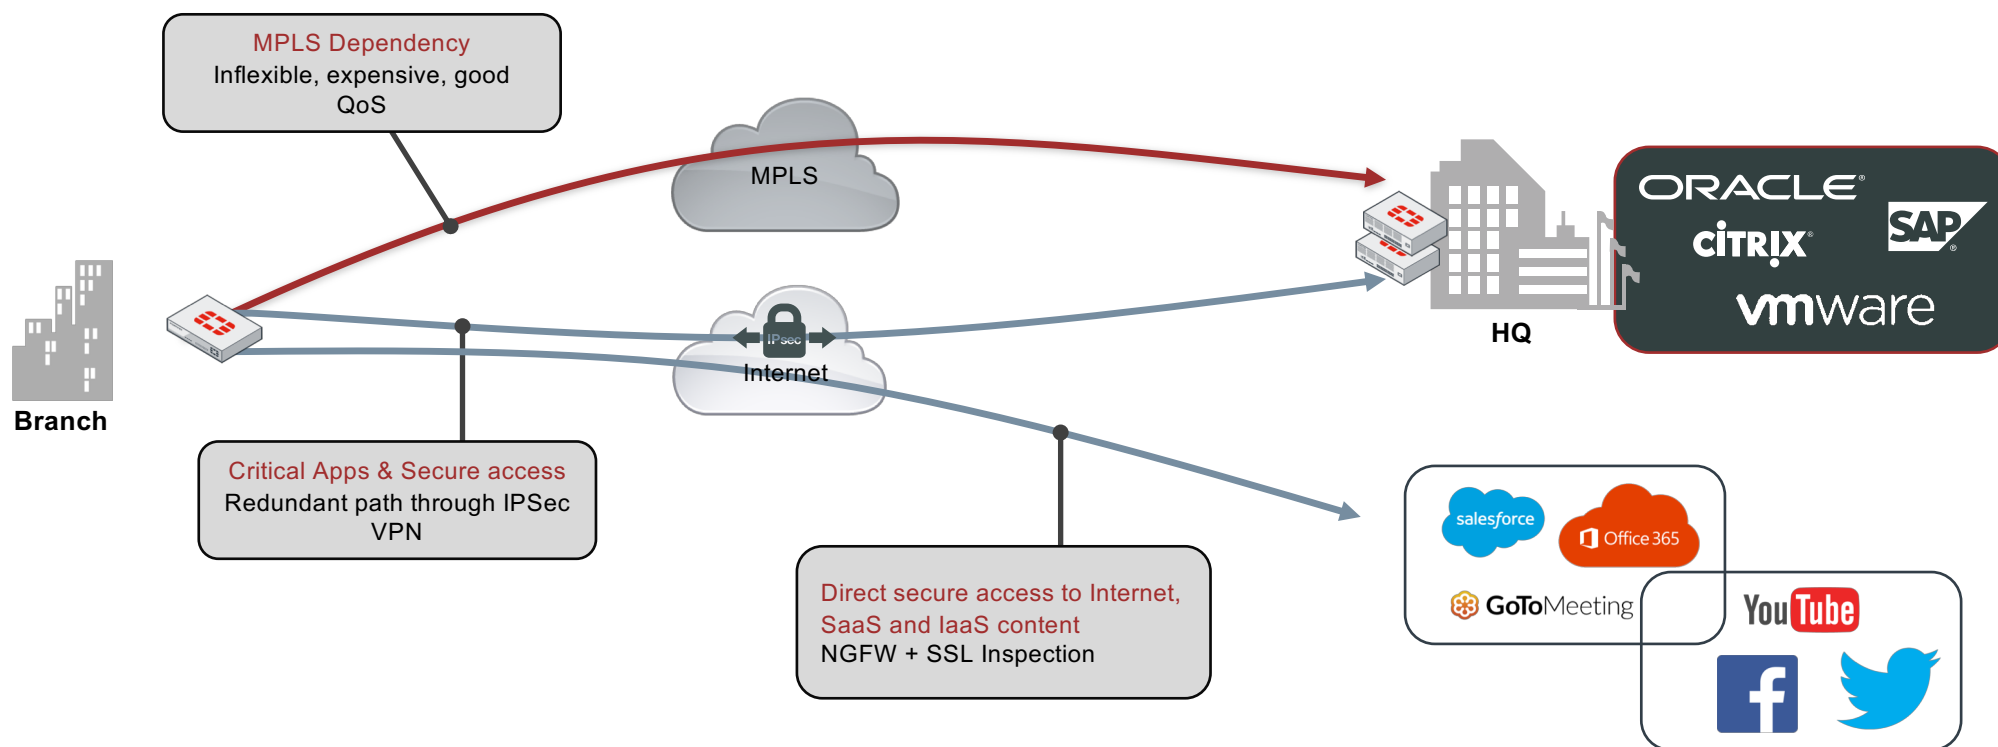 MPLS Dependency
Inflexible, expensive, good
QoS
MPLS
ORACLE®
CİTRIX®
SAP®
vmware
HQ
IPsec
Internet
Branch
Critical Apps & Secure access
Redundant path through IPSec
VPN
Direct secure access to Internet,
SaaS and IaaS content
NGFW + SSL Inspection
salesforce
Office 365
GoToMeeting
YouTube
f